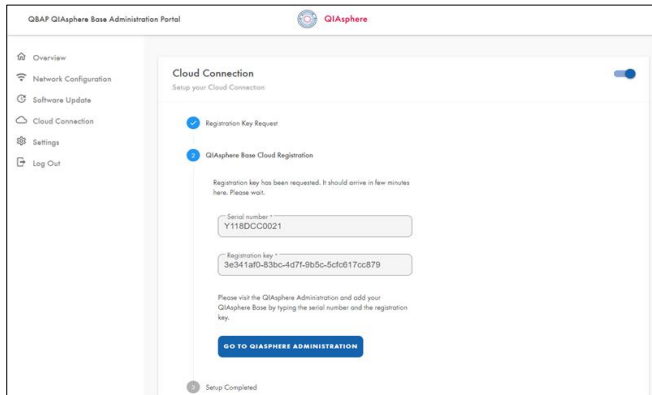 QBAP QIAsphere Base Administration Portal
QIAsphere
Overview
Network Configuration
Software Update
Cloud Connection
Settings
Log Out
Cloud Connection
Setup your Cloud Connection
Registration Key Request
2 QIAsphere Base Cloud Registration
Registration key has been requested. It should arrive in few minutes
here. Please wait.
Serial number *
Y118DCC0021
Registration key *
3e341af0-83bc-4d7f-9b5c-5cfc617cc879
Please visit the QIAsphere Administration and add your
QIAsphere Base by typing the serial number and the registration
key.
GO TO QIASPHERE ADMINISTRATION
3 Setup Completed